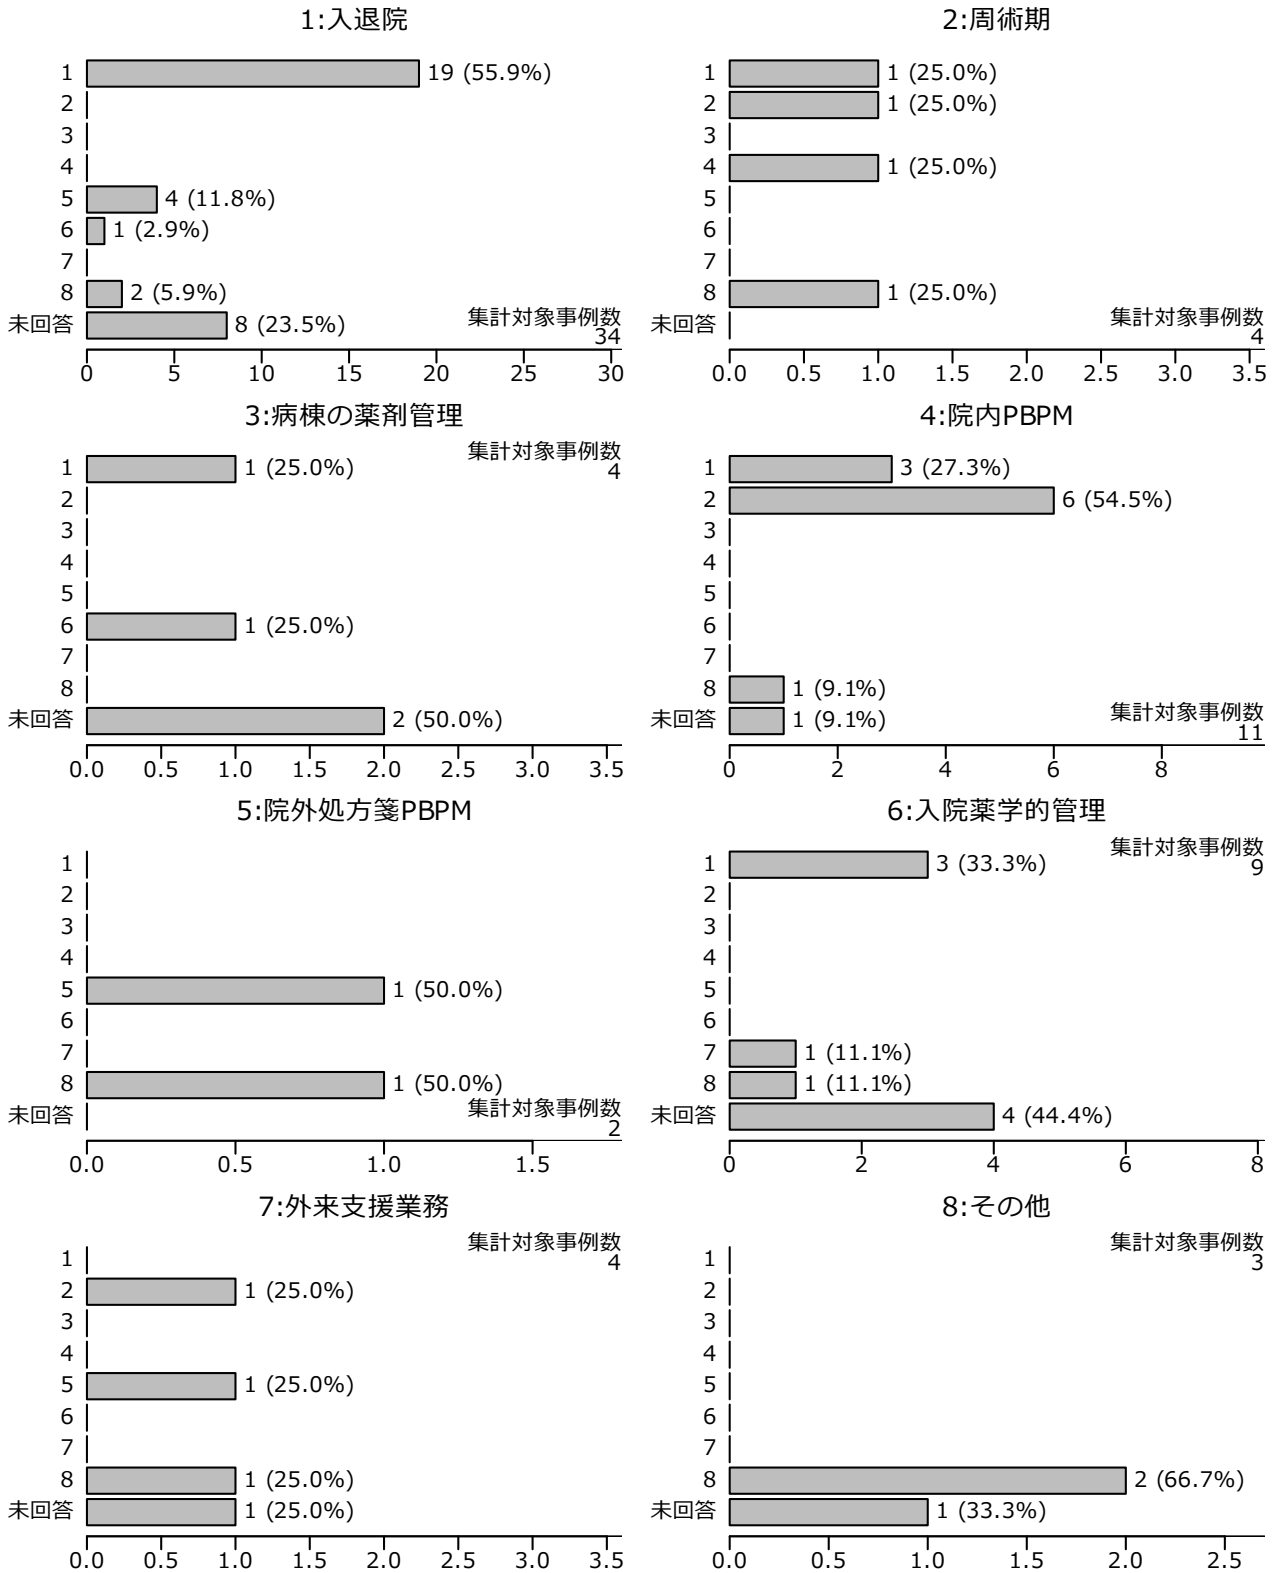 1:入退院
1 19 (55.9%)
2
3
4
5 4 (11.8%)
6 1 (2.9%)
7
8 2 (5.9%)
未回答 8 (23.5%)
集計対象事例数
34
0 5 10 15 20 25 30
2:周術期
1 1 (25.0%)
2 1 (25.0%)
3
4 1 (25.0%)
5
6
7
8 1 (25.0%)
未回答
集計対象事例数
4
0.0 0.5 1.0 1.5 2.0 2.5 3.0 3.5
3:病棟の薬剤管理
集計対象事例数
4
1 1 (25.0%)
2
3
4
5
6 1 (25.0%)
7
8
未回答 2 (50.0%)
0.0 0.5 1.0 1.5 2.0 2.5 3.0 3.5
4:院内PBPM
1 3 (27.3%)
2 6 (54.5%)
3
4
5
6
7
8 1 (9.1%)
未回答 1 (9.1%)
集計対象事例数
11
0 2 4 6 8
5:院外処方箋PBPM
1
2
3
4
5 1 (50.0%)
6
7
8 1 (50.0%)
未回答
集計対象事例数
2
0.0 0.5 1.0 1.5
6:入院薬学的管理
集計対象事例数
9
1 3 (33.3%)
2
3
4
5
6
7 1 (11.1%)
8 1 (11.1%)
未回答 4 (44.4%)
0 2 4 6 8
7:外来支援業務
集計対象事例数
4
1
2 1 (25.0%)
3
4
5 1 (25.0%)
6
7
8 1 (25.0%)
未回答 1 (25.0%)
0.0 0.5 1.0 1.5 2.0 2.5 3.0 3.5
8:その他
集計対象事例数
3
1
2
3
4
5
6
7
8 2 (66.7%)
未回答 1 (33.3%)
0.0 0.5 1.0 1.5 2.0 2.5